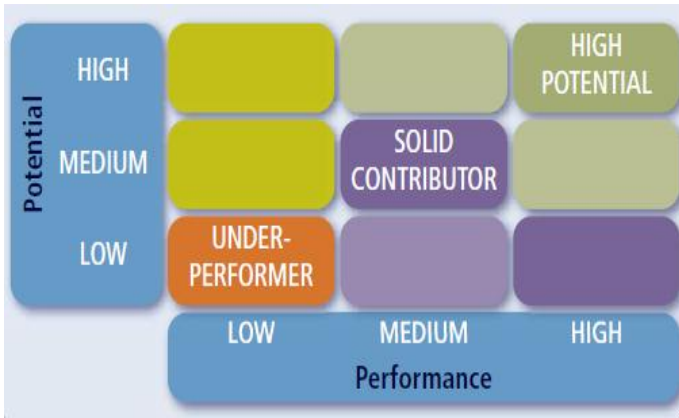 Potential
HIGH
HIGH
POTENTIAL
MEDIUM
SOLID
CONTRIBUTOR
LOW
UNDER-
PERFORMER
LOW
MEDIUM
HIGH
Performance